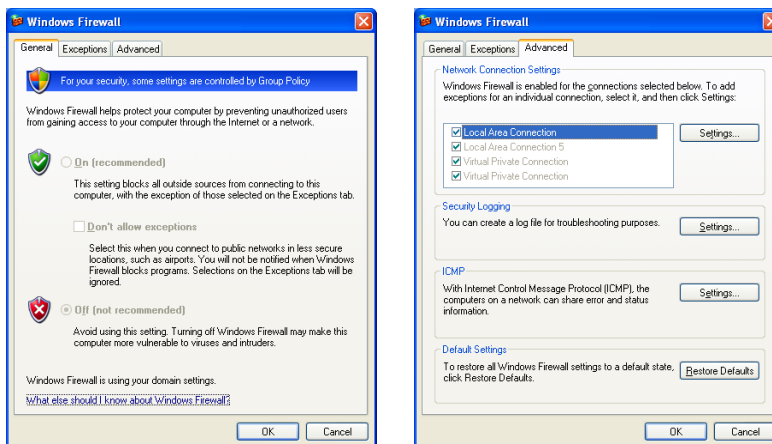 Windows Firewall
General
Exceptions
Advanced
For your security, some settings are controlled by Group Policy
Windows Firewall helps protect your computer by preventing unauthorized users
from gaining access to your computer through the Internet or a network.
On (recommended)
This setting blocks all outside sources from connecting to this
computer, with the exception of those selected on the Exceptions tab.
Don't allow exceptions
Select this when you connect to public networks in less secure
locations, such as airports. You will not be notified when Windows
Firewall blocks programs. Selections on the Exceptions tab will be
ignored.
Off (not recommended)
Avoid using this setting. Turning off Windows Firewall may make this
computer more vulnerable to viruses and intruders.
Windows Firewall is using your domain settings.
What else should I know about Windows Firewall?
OK
Cancel
Windows Firewall
General
Exceptions
Advanced
Network Connection Settings
Windows Firewall is enabled for the connections selected
below. To add
exceptions for an individual connection, select it, and then click Settings:
Local Area Connection
Local Area Connection 5
Virtual Private Connection
Virtual Private Connection
Settings...
Security Logging
You can create a log file for troubleshooting purposes.
Settings...
ICMP
With Internet Control Message Protocol (ICMP), the
computers on a network can share error and status
information.
Settings...
Default Settings
To restore all Windows Firewall settings to a default state,
click Restore Defaults.
Restore Defaults
OK
Cancel